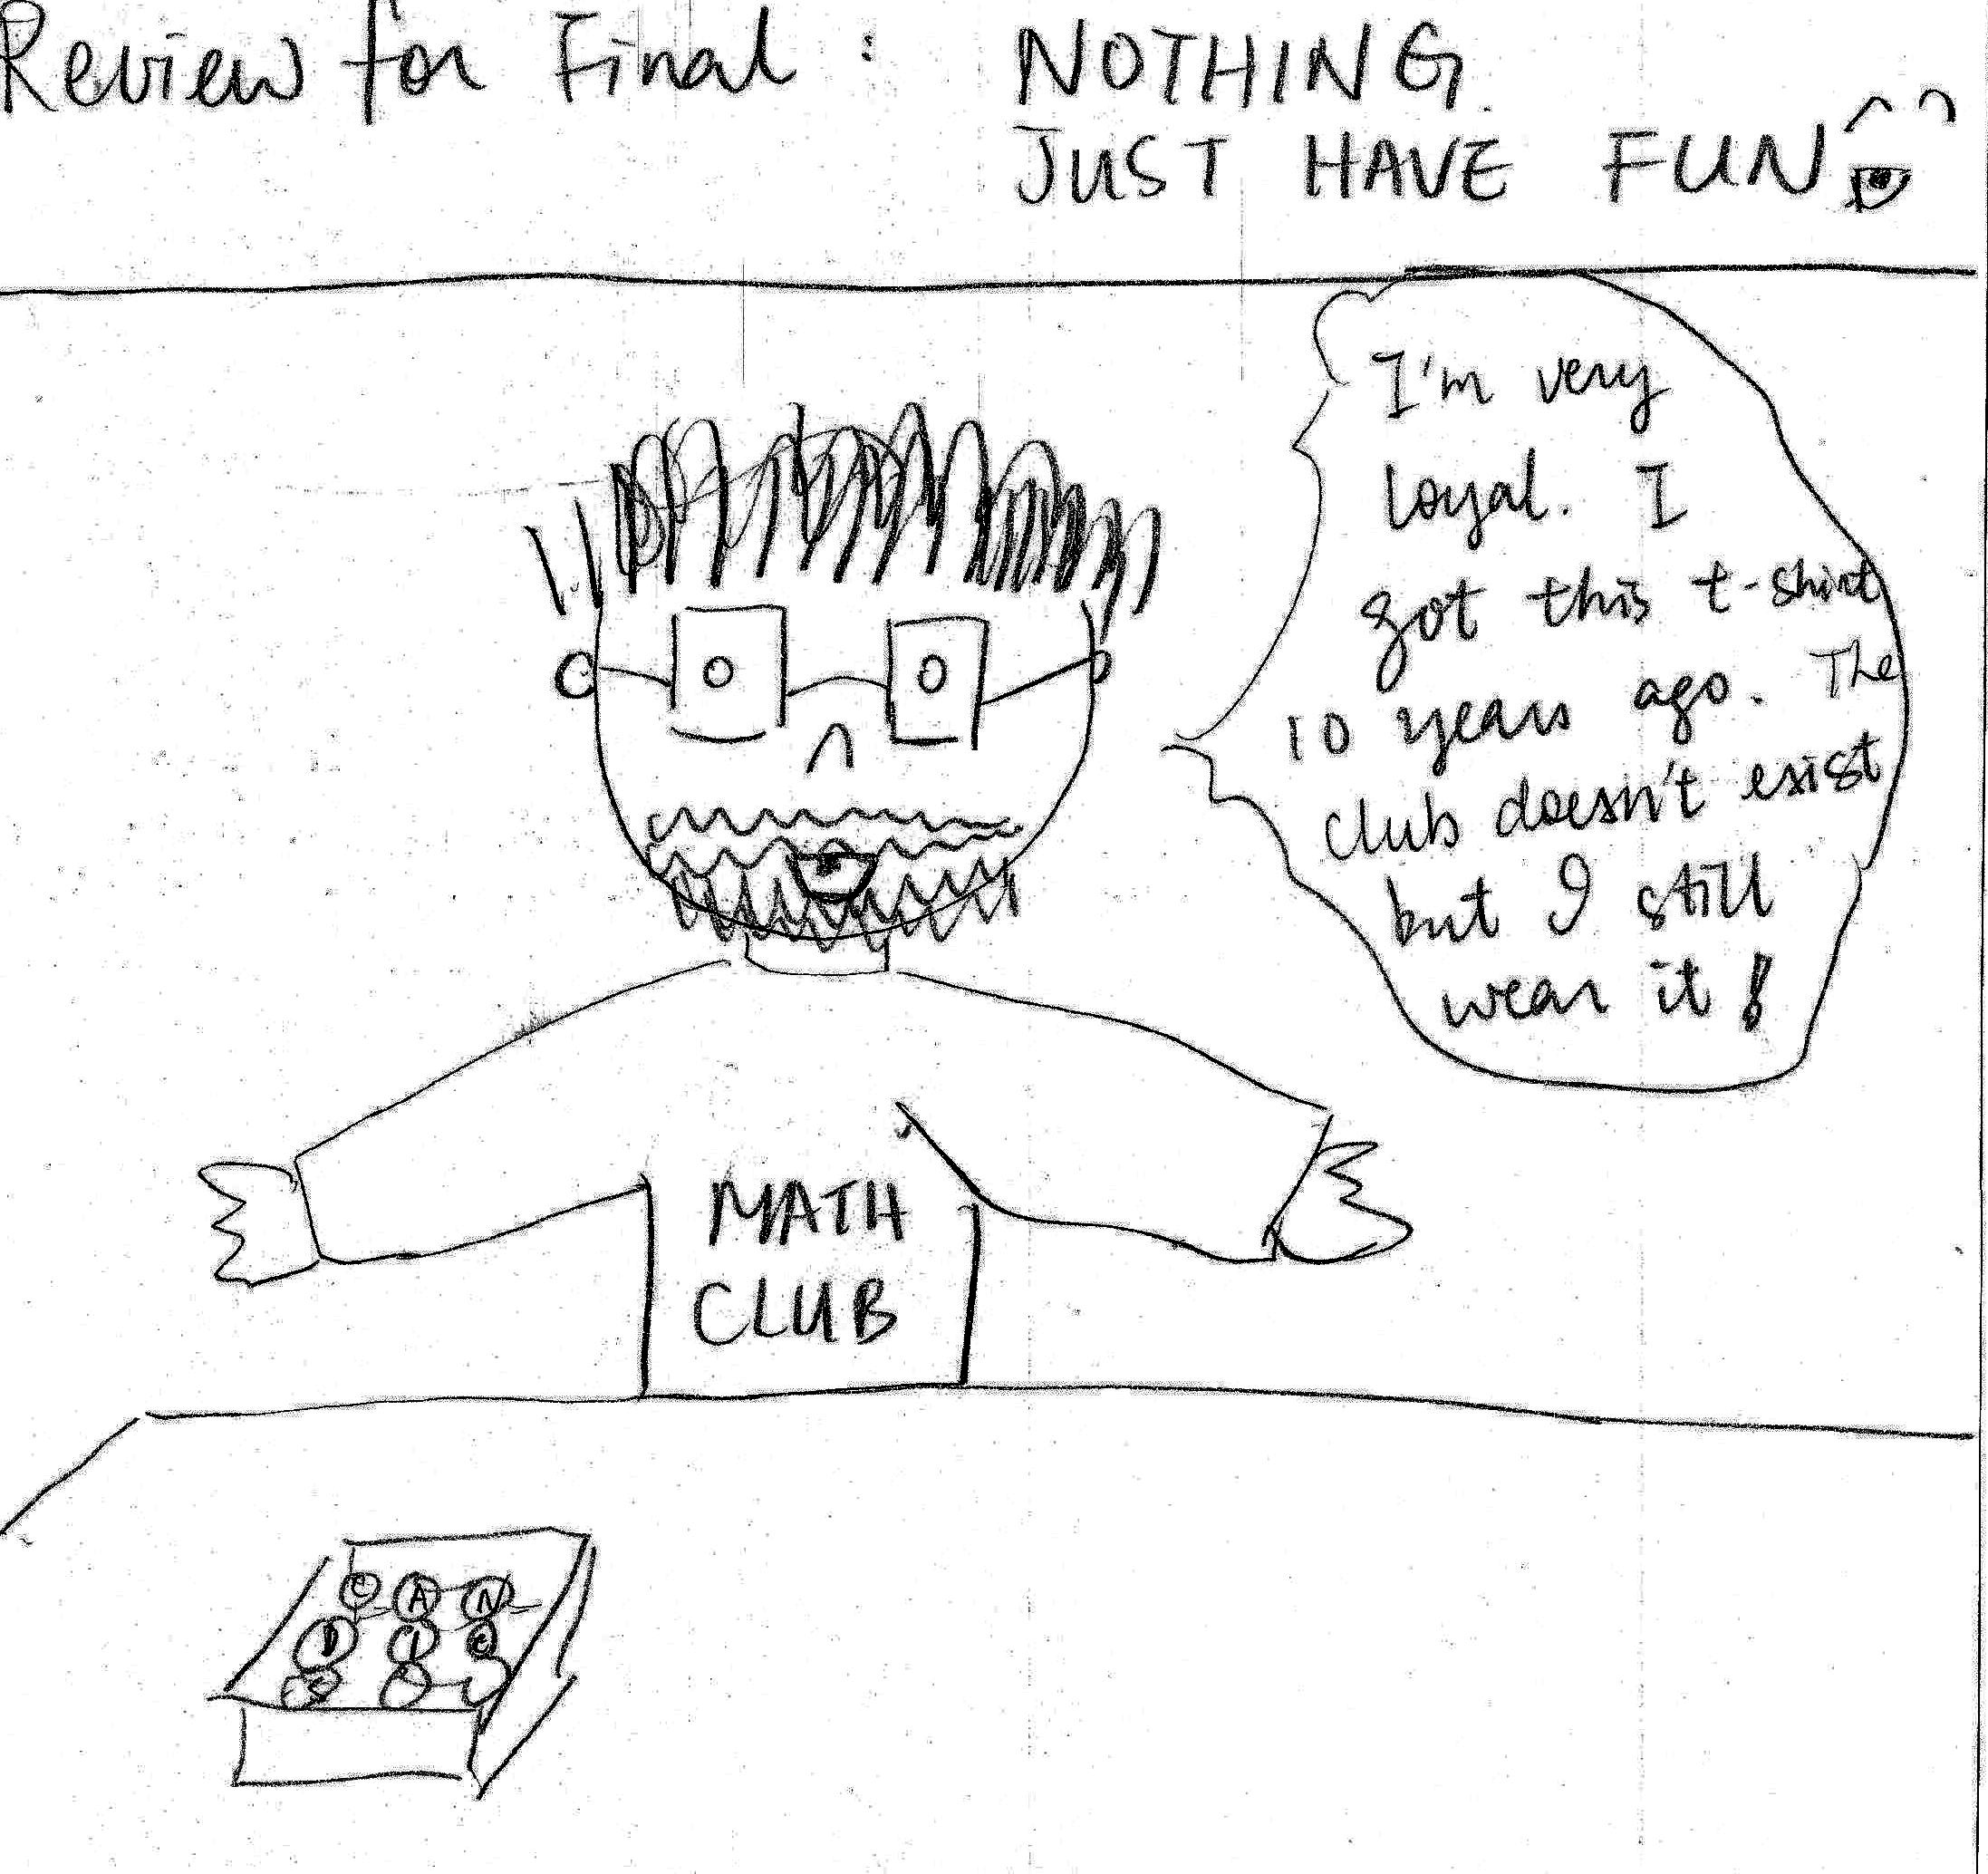 Review for Final : NOTHING
JUST HAVE FUN
I'm very
loyal. I
got this t-shirt
10 years ago. The
club doesn't exist
but I still
wear it!
MATH
CLUB
C A N
D I E
S